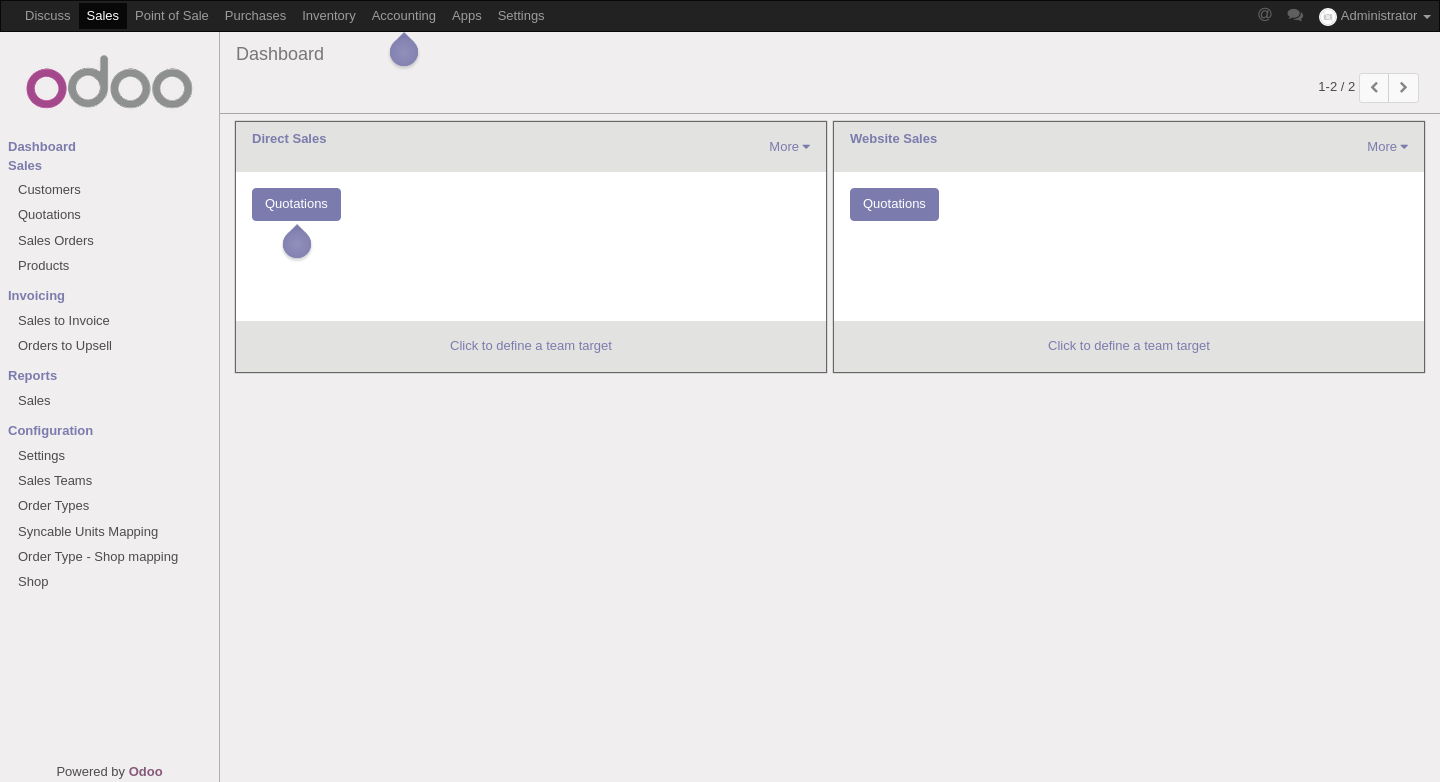 Discuss Sales Point of Sale Purchases Inventory Accounting Apps Settings @ Administrator
odoo
Dashboard
1-2 / 2
Dashboard
Sales
Customers
Quotations
Sales Orders
Products
Invoicing
Sales to Invoice
Orders to Upsell
Reports
Sales
Configuration
Settings
Sales Teams
Order Types
Syncable Units Mapping
Order Type - Shop mapping
Shop
Powered by Odoo
Direct Sales
More
Quotations
Click to define a team target
Website Sales
More
Quotations
Click to define a team target